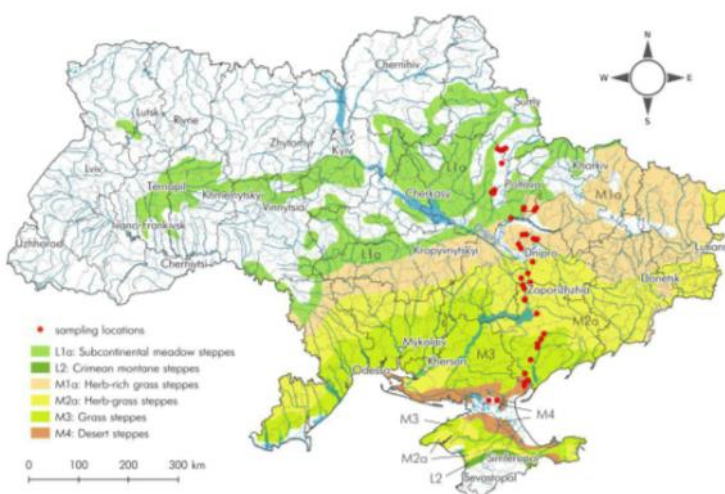 N
W E
S
Chernihiv
Lutsk
Rivne
Sumy
Zhytomyr
Kyiv
L1a
Lviv
Kharkiv
Ternopil
Poltava
M1a
Khmelnytskyi
Cherkasy
Vinnytsia
Ivano-Frankivsk
Uzhhorod
L1a
Kropyvnytskyi
Dnipro
Luhansk
Chernivtsi
Donetsk
Zaporizhzhia
M2a
sampling locations
Mykolaiv
M3
L1a: Subcontinental meadow steppes
Kherson
L2: Crimean montane steppes
Odessa
M1a: Herb-rich grass steppes
M2a: Herb-grass steppes
M3: Grass steppes
M4: Desert steppes
M3
M4
M2a
Simferopol
L2
Sevastopol
0 100 200 300 km